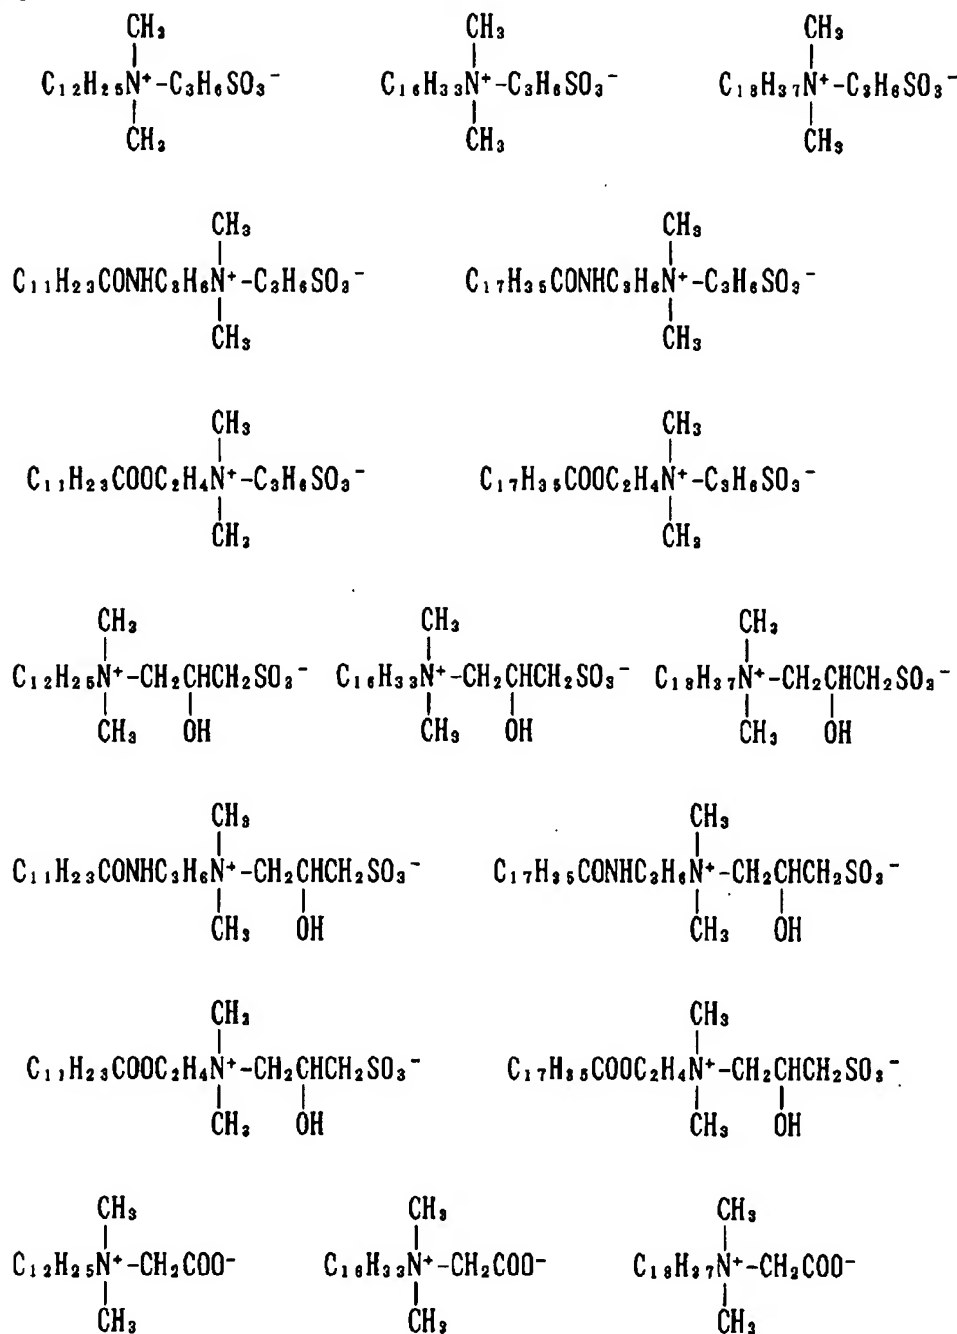 CH₃ CH₃ CH₃
C₁₂H₂₅N⁺-C₃H₆SO₃⁻ C₁₆H₃₃N⁺-C₃H₆SO₃⁻ C₁₈H₃₇N⁺-C₃H₆SO₃⁻
CH₃ CH₃ CH₃
CH₃ CH₃
C₁₁H₂₃CONHC₃H₆N⁺-C₃H₆SO₃⁻ C₁₇H₃₅CONHC₃H₆N⁺-C₃H₆SO₃⁻
CH₃ CH₃
CH₃ CH₃
C₁₁H₂₃COOC₂H₄N⁺-C₃H₆SO₃⁻ C₁₇H₃₅COOC₂H₄N⁺-C₃H₆SO₃⁻
CH₃ CH₃
CH₃ CH₃ CH₃
C₁₂H₂₅N⁺-CH₂CHCH₂SO₃⁻ C₁₆H₃₃N⁺-CH₂CHCH₂SO₃⁻ C₁₈H₃₇N⁺-CH₂CHCH₂SO₃⁻
CH₃ OH CH₃ OH CH₃ OH
CH₃ CH₃
C₁₁H₂₃CONHC₃H₆N⁺-CH₂CHCH₂SO₃⁻ C₁₇H₃₅CONHC₃H₆N⁺-CH₂CHCH₂SO₃⁻
CH₃ OH CH₃ OH
CH₃ CH₃
C₁₁H₂₃COOC₂H₄N⁺-CH₂CHCH₂SO₃⁻ C₁₇H₃₅COOC₂H₄N⁺-CH₂CHCH₂SO₃⁻
CH₃ OH CH₃ OH
CH₃ CH₃ CH₃
C₁₂H₂₅N⁺-CH₂COO⁻ C₁₆H₃₃N⁺-CH₂COO⁻ C₁₈H₃₇N⁺-CH₂COO⁻
CH₃ CH₃ CH₃